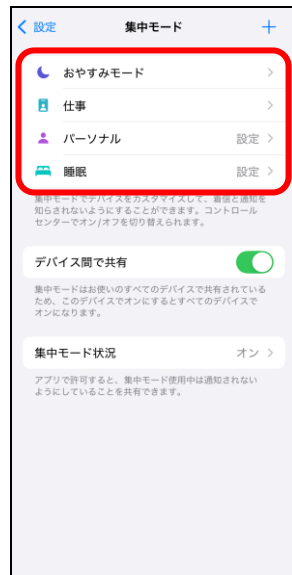 設定
集中モード
おやすみモード
仕事
パーソナル 設定
睡眠 設定
集中モードでデバイスをカスタマイズして、着信と通知を
知らされないようにすることができます。コントロール
センターでオン/オフを切り替えられます。
デバイス間で共有
集中モードはお使いのすべてのデバイスで共有されている
ため、このデバイスでオンにするとすべてのデバイスで
オンになります。
集中モード状況 オン
アプリで許可すると、集中モード使用中は通知されない
ようにしていることを共有できます。